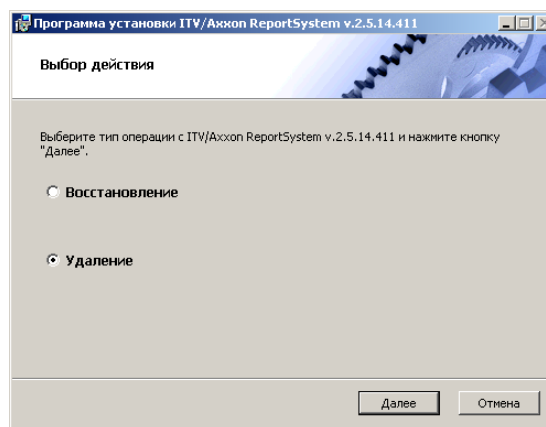 Программа установки ITV/Axxon ReportSystem v.2.5.14.411
Выбор действия
Выберите тип операции с ITV/Axxon ReportSystem v.2.5.14.411 и нажмите кнопку
"Далее".
Восстановление
Удаление
Далее
Отмена